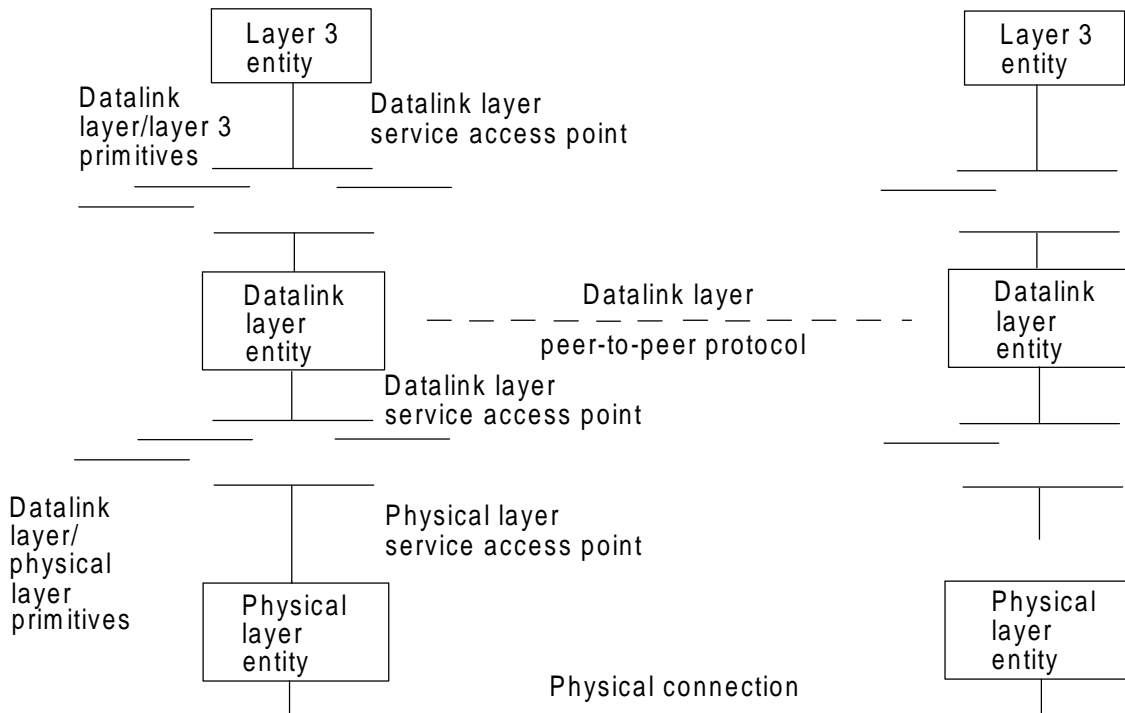 Layer 3
entity
Layer 3
entity
Datalink
layer/layer 3
primitives
Datalink layer
service access point
Datalink
layer
entity
Datalink layer
peer-to-peer protocol
Datalink
layer
entity
Datalink layer
service access point
Datalink
layer/
physical
layer
primitives
Physical layer
service access point
Physical
layer
entity
Physical connection
Physical
layer
entity